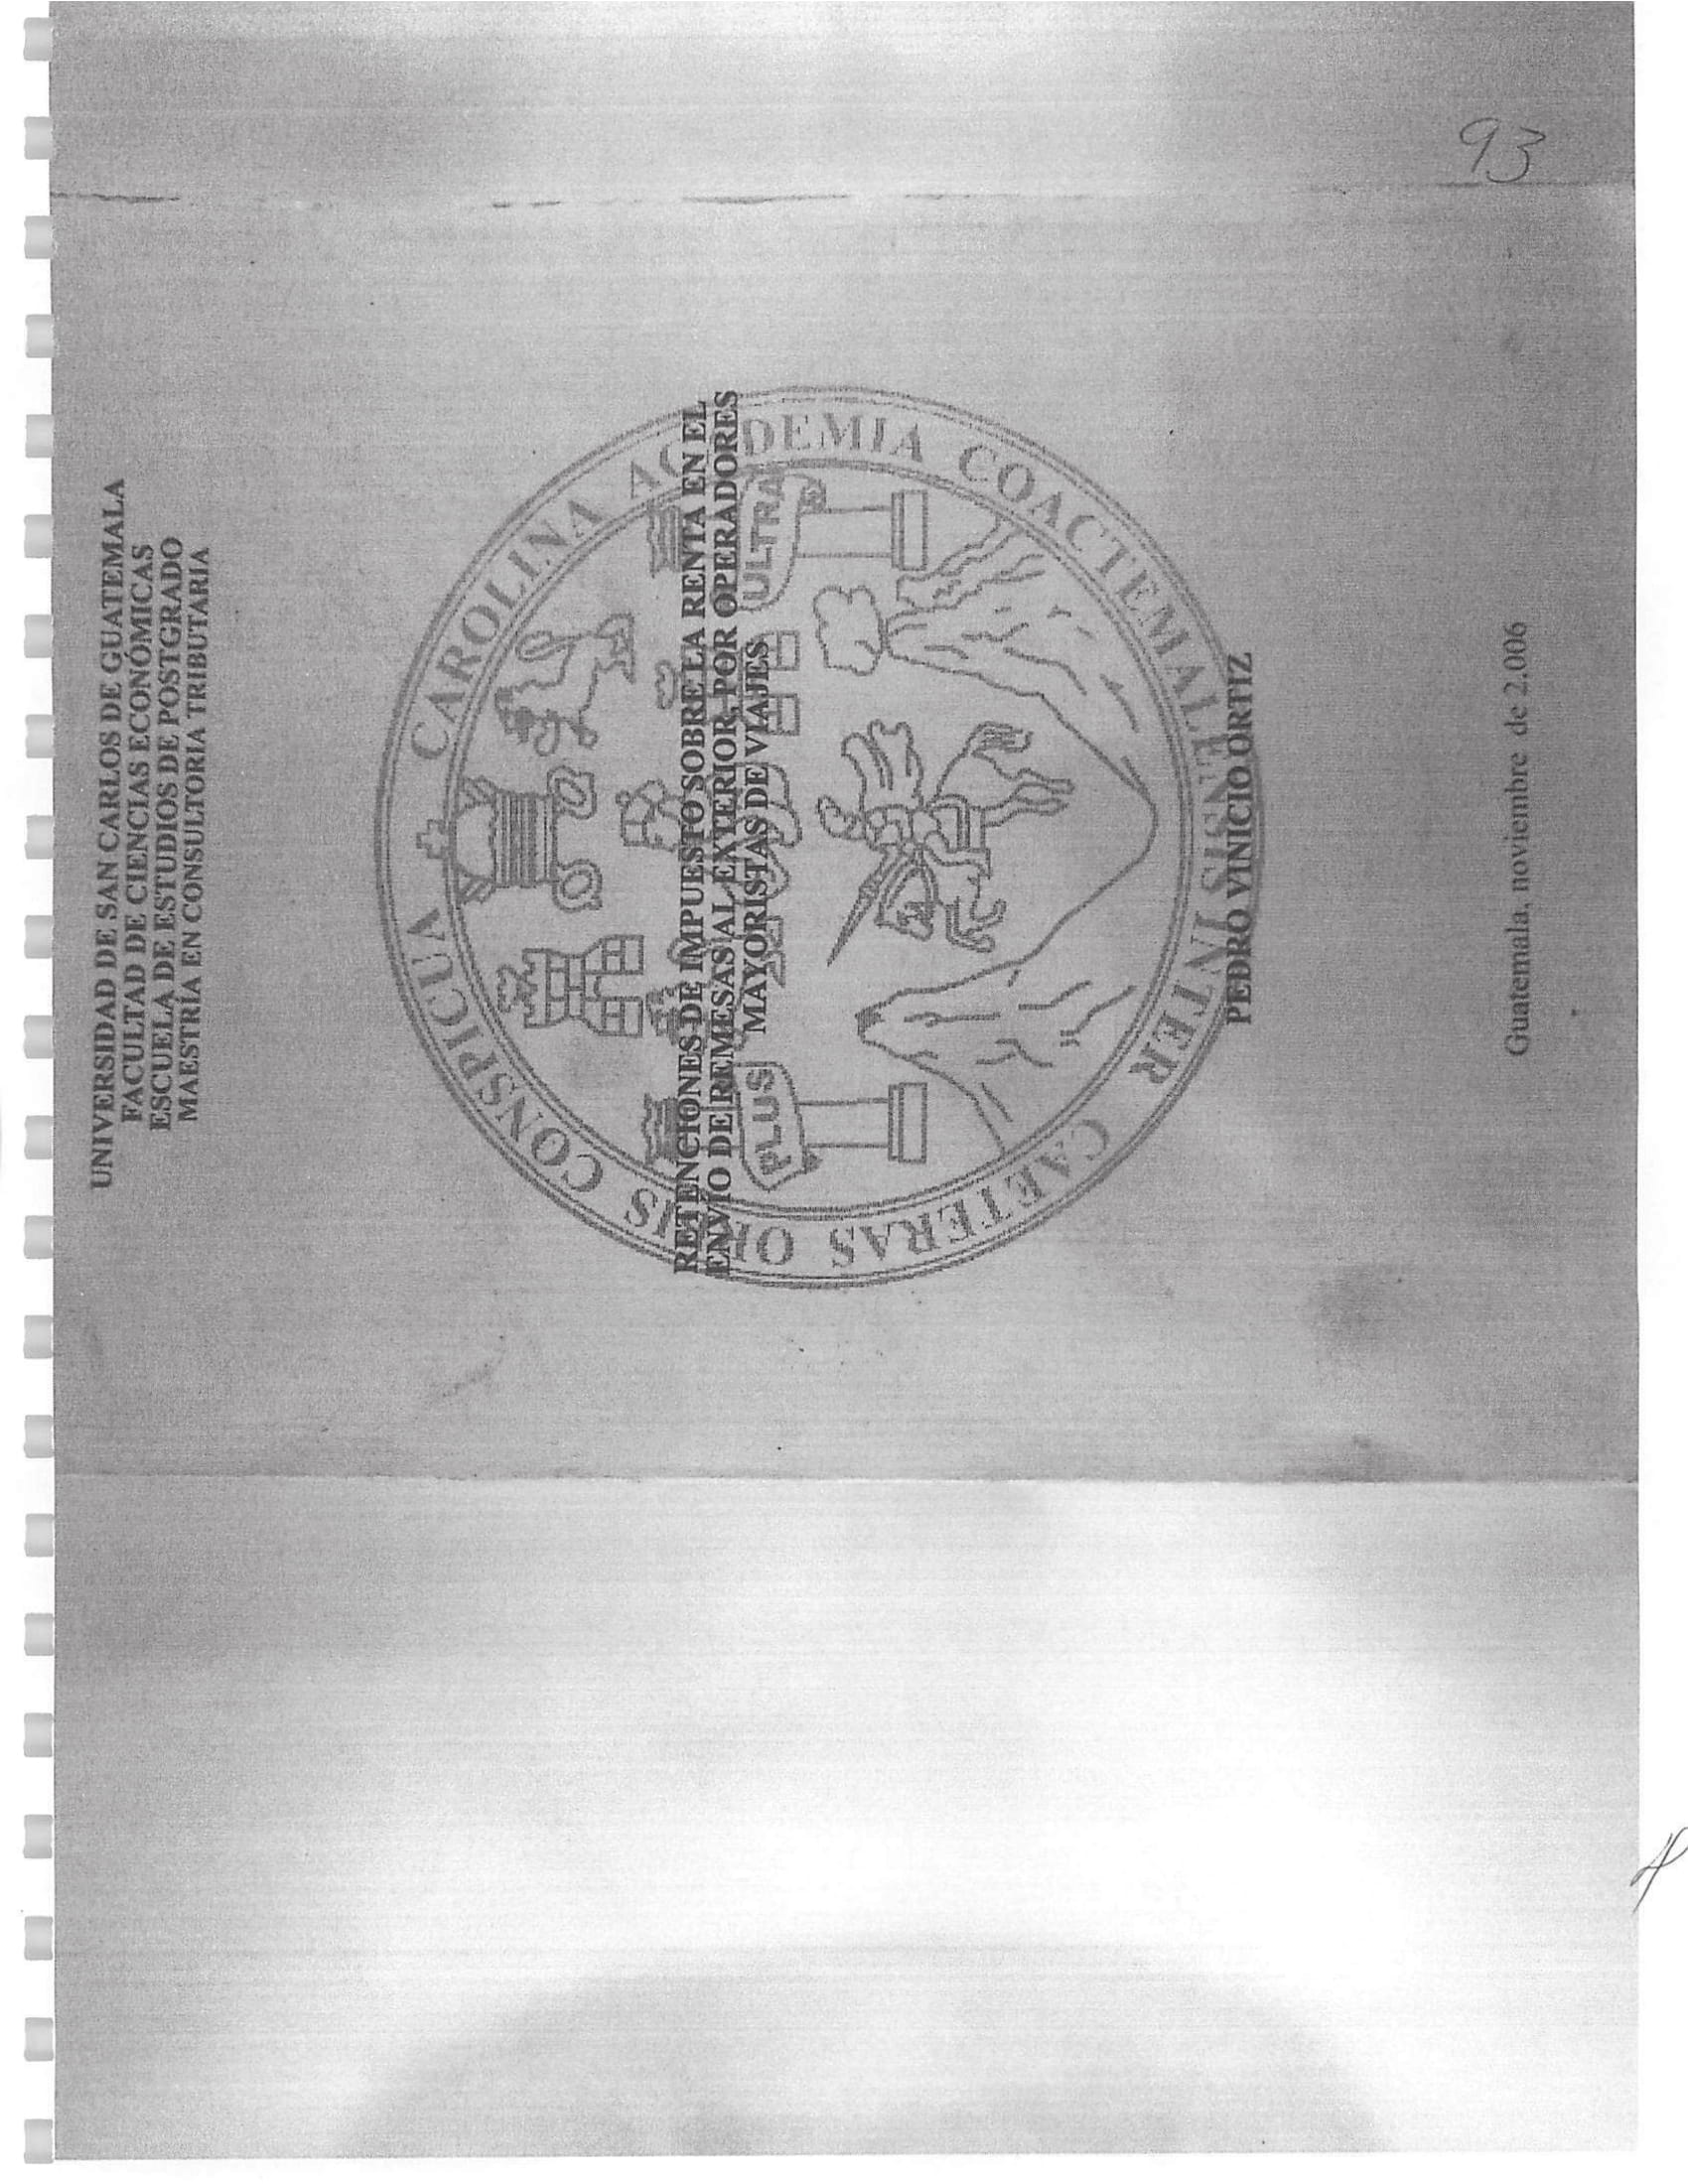 UNIVERSIDAD DE SAN CARLOS DE GUATEMALA
FACULTAD DE CIENCIAS ECONÓMICAS
ESCUELA DE ESTUDIOS DE POSTGRADO
MAESTRÍA EN CONSULTORÍA TRIBUTARIA
CAROLINA ACADEMIA COACTEMALENSIS INTER CAETERAS ORBIS CONSPICUA
PLUS
ULTRA
RETENCIONES DE IMPUESTO SOBRE LA RENTA EN EL
ENVÍO DE REMESAS AL EXTERIOR, POR OPERADORES
MAYORISTAS DE VIAJES
PEDRO VINICIO ORTIZ
Guatemala, noviembre de 2,006
93